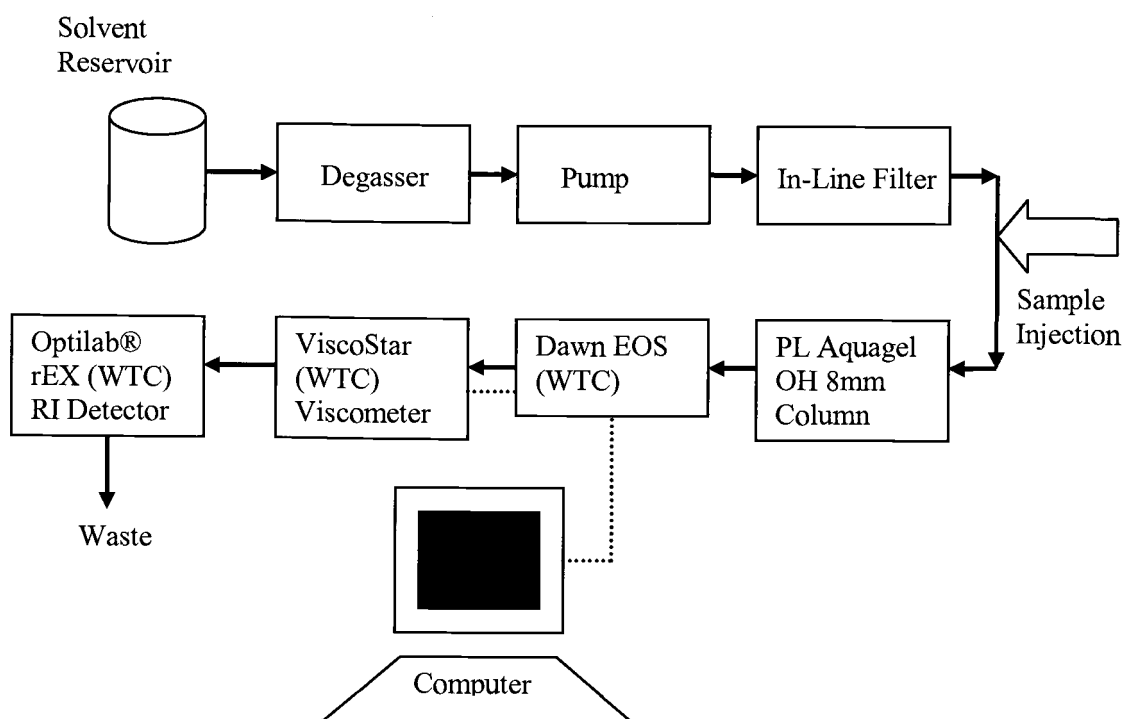 Solvent
Reservoir
Degasser
Pump
In-Line Filter
Sample
Injection
Optilab®
rEX (WTC)
RI Detector
ViscoStar
(WTC)
Viscometer
Dawn EOS
(WTC)
PL Aquagel
OH 8mm
Column
Waste
Computer